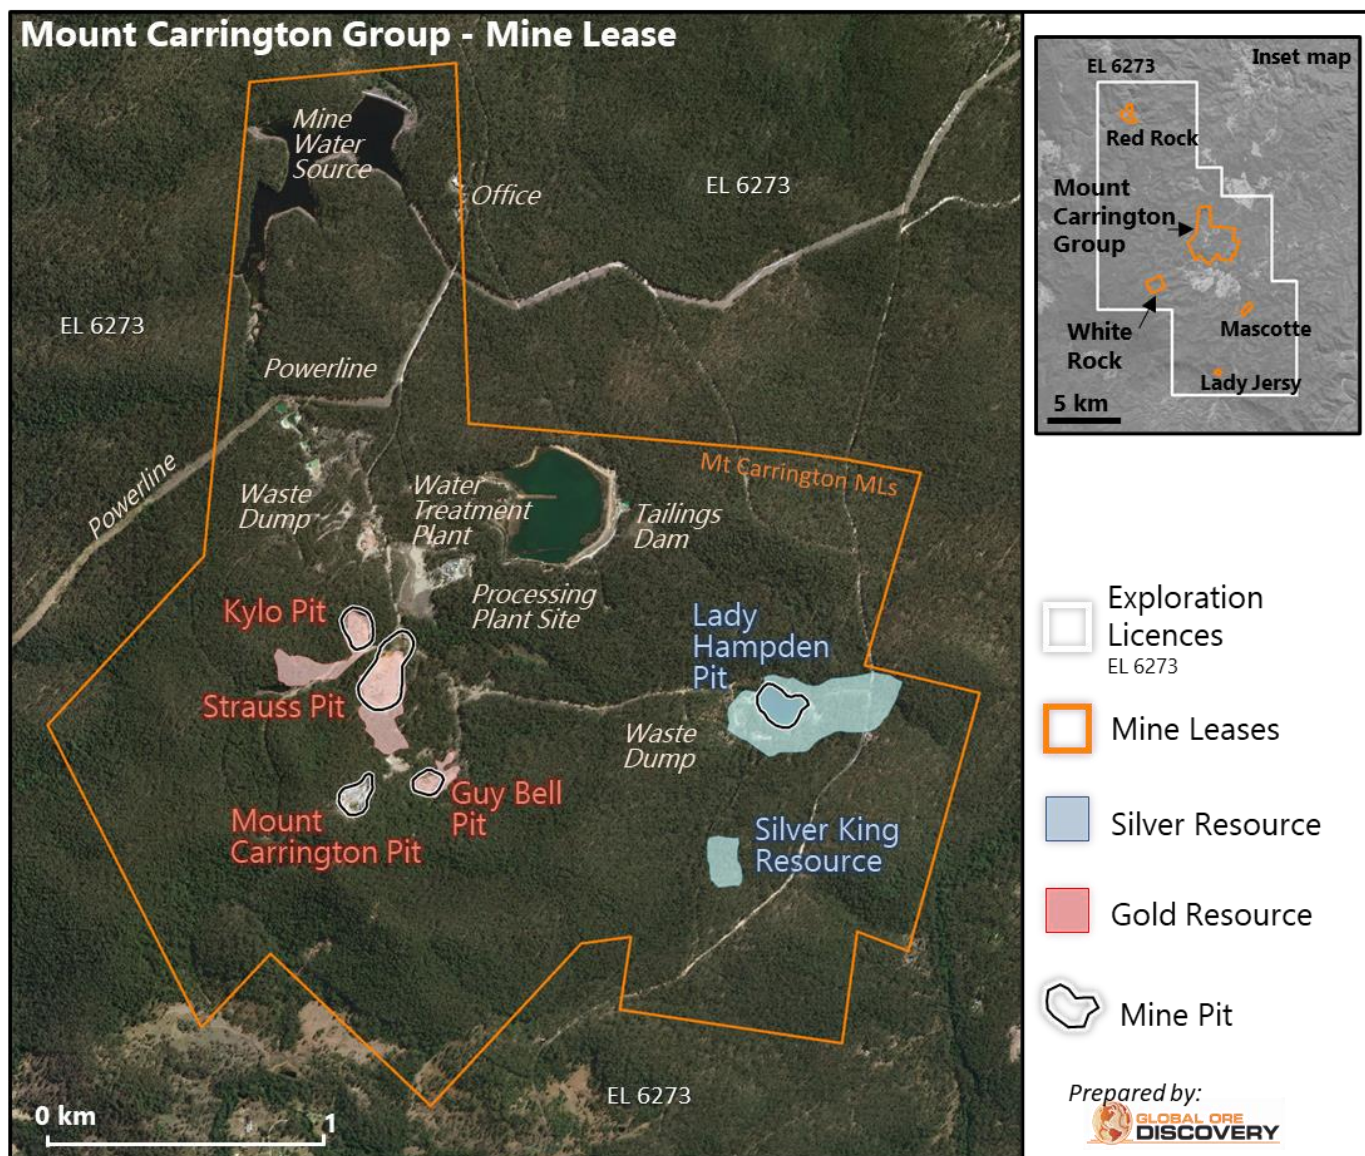 Mount Carrington Group - Mine Lease
Mine
Water
Source
Office
EL 6273
EL 6273
Powerline
Powerline
Mt Carrington MLs
Waste
Dump
Water
Treatment
Plant
Tailings
Dam
Processing
Plant Site
Kylo Pit
Lady
Hampden
Pit
Strauss Pit
Waste
Dump
Guy Bell
Pit
Mount
Carrington Pit
Silver King
Resource
EL 6273
0 km
1
Inset map
EL 6273
Red Rock
Mount
Carrington
Group
White
Rock
Mascotte
Lady Jersy
5 km
Exploration
Licences
EL 6273
Mine Leases
Silver Resource
Gold Resource
Mine Pit
Prepared by:
GLOBAL ORE
DISCOVERY